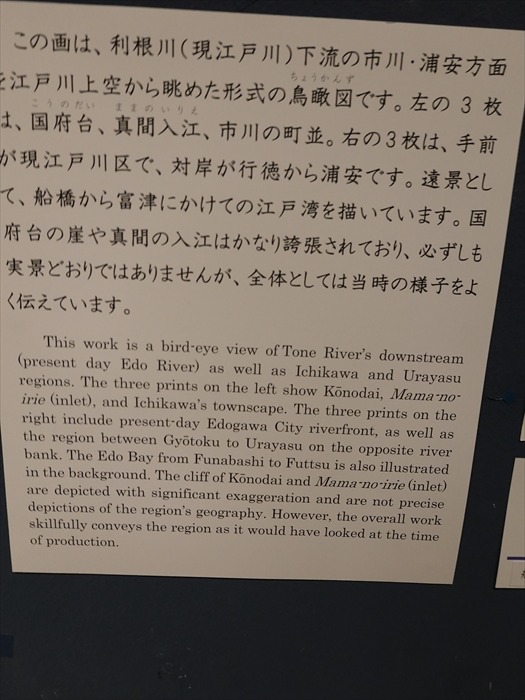 この画は、利根川(現江戸川)下流の市川・浦安方面
を江戸川上空から眺めた形式の鳥瞰図です。左の3枚
は、国府台、真間入江、市川の町並。右の3枚は、手前
が現江戸川区で、対岸が行徳から浦安です。遠景とし
て、船橋から富津にかけての江戸湾を描いています。国
府台の崖や真間の入江はかなり誇張されており、必ずしも
実景どおりではありませんが、全体としては当時の様子をよ
く伝えています。
This work is a bird-eye view of Tone River's downstream
(present day Edo River) as well as Ichikawa and Urayasu
regions. The three prints on the left show Kōnodai, Mama-no-
irie (inlet), and Ichikawa's townscape. The three prints on the
right include present-day Edogawa City riverfront, as well as
the region between Gyōtoku to Urayasu on the opposite river
bank. The Edo Bay from Funabashi to Futtsu is also illustrated
in the background. The cliff of Kōnodai and Mama-no-irie (inlet)
are depicted with significant exaggeration and are not precise
depictions of the region's geography. However, the overall work
skillfully conveys the region as it would have looked at the time
of production.